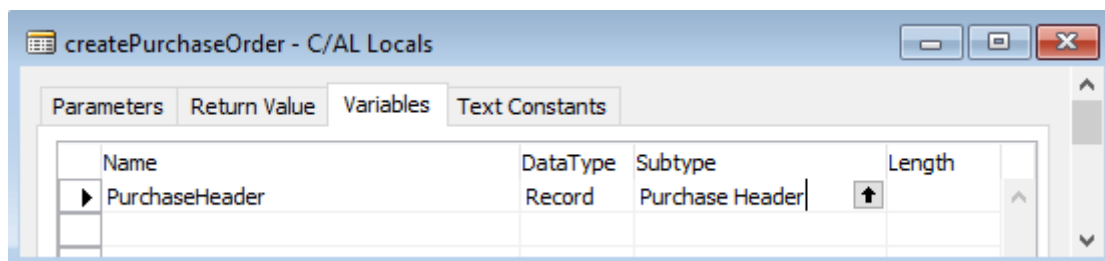 createPurchaseOrder - C/AL Locals
Parameters Return Value Variables Text Constants
Name DataType Subtype Length
PurchaseHeader Record Purchase Header